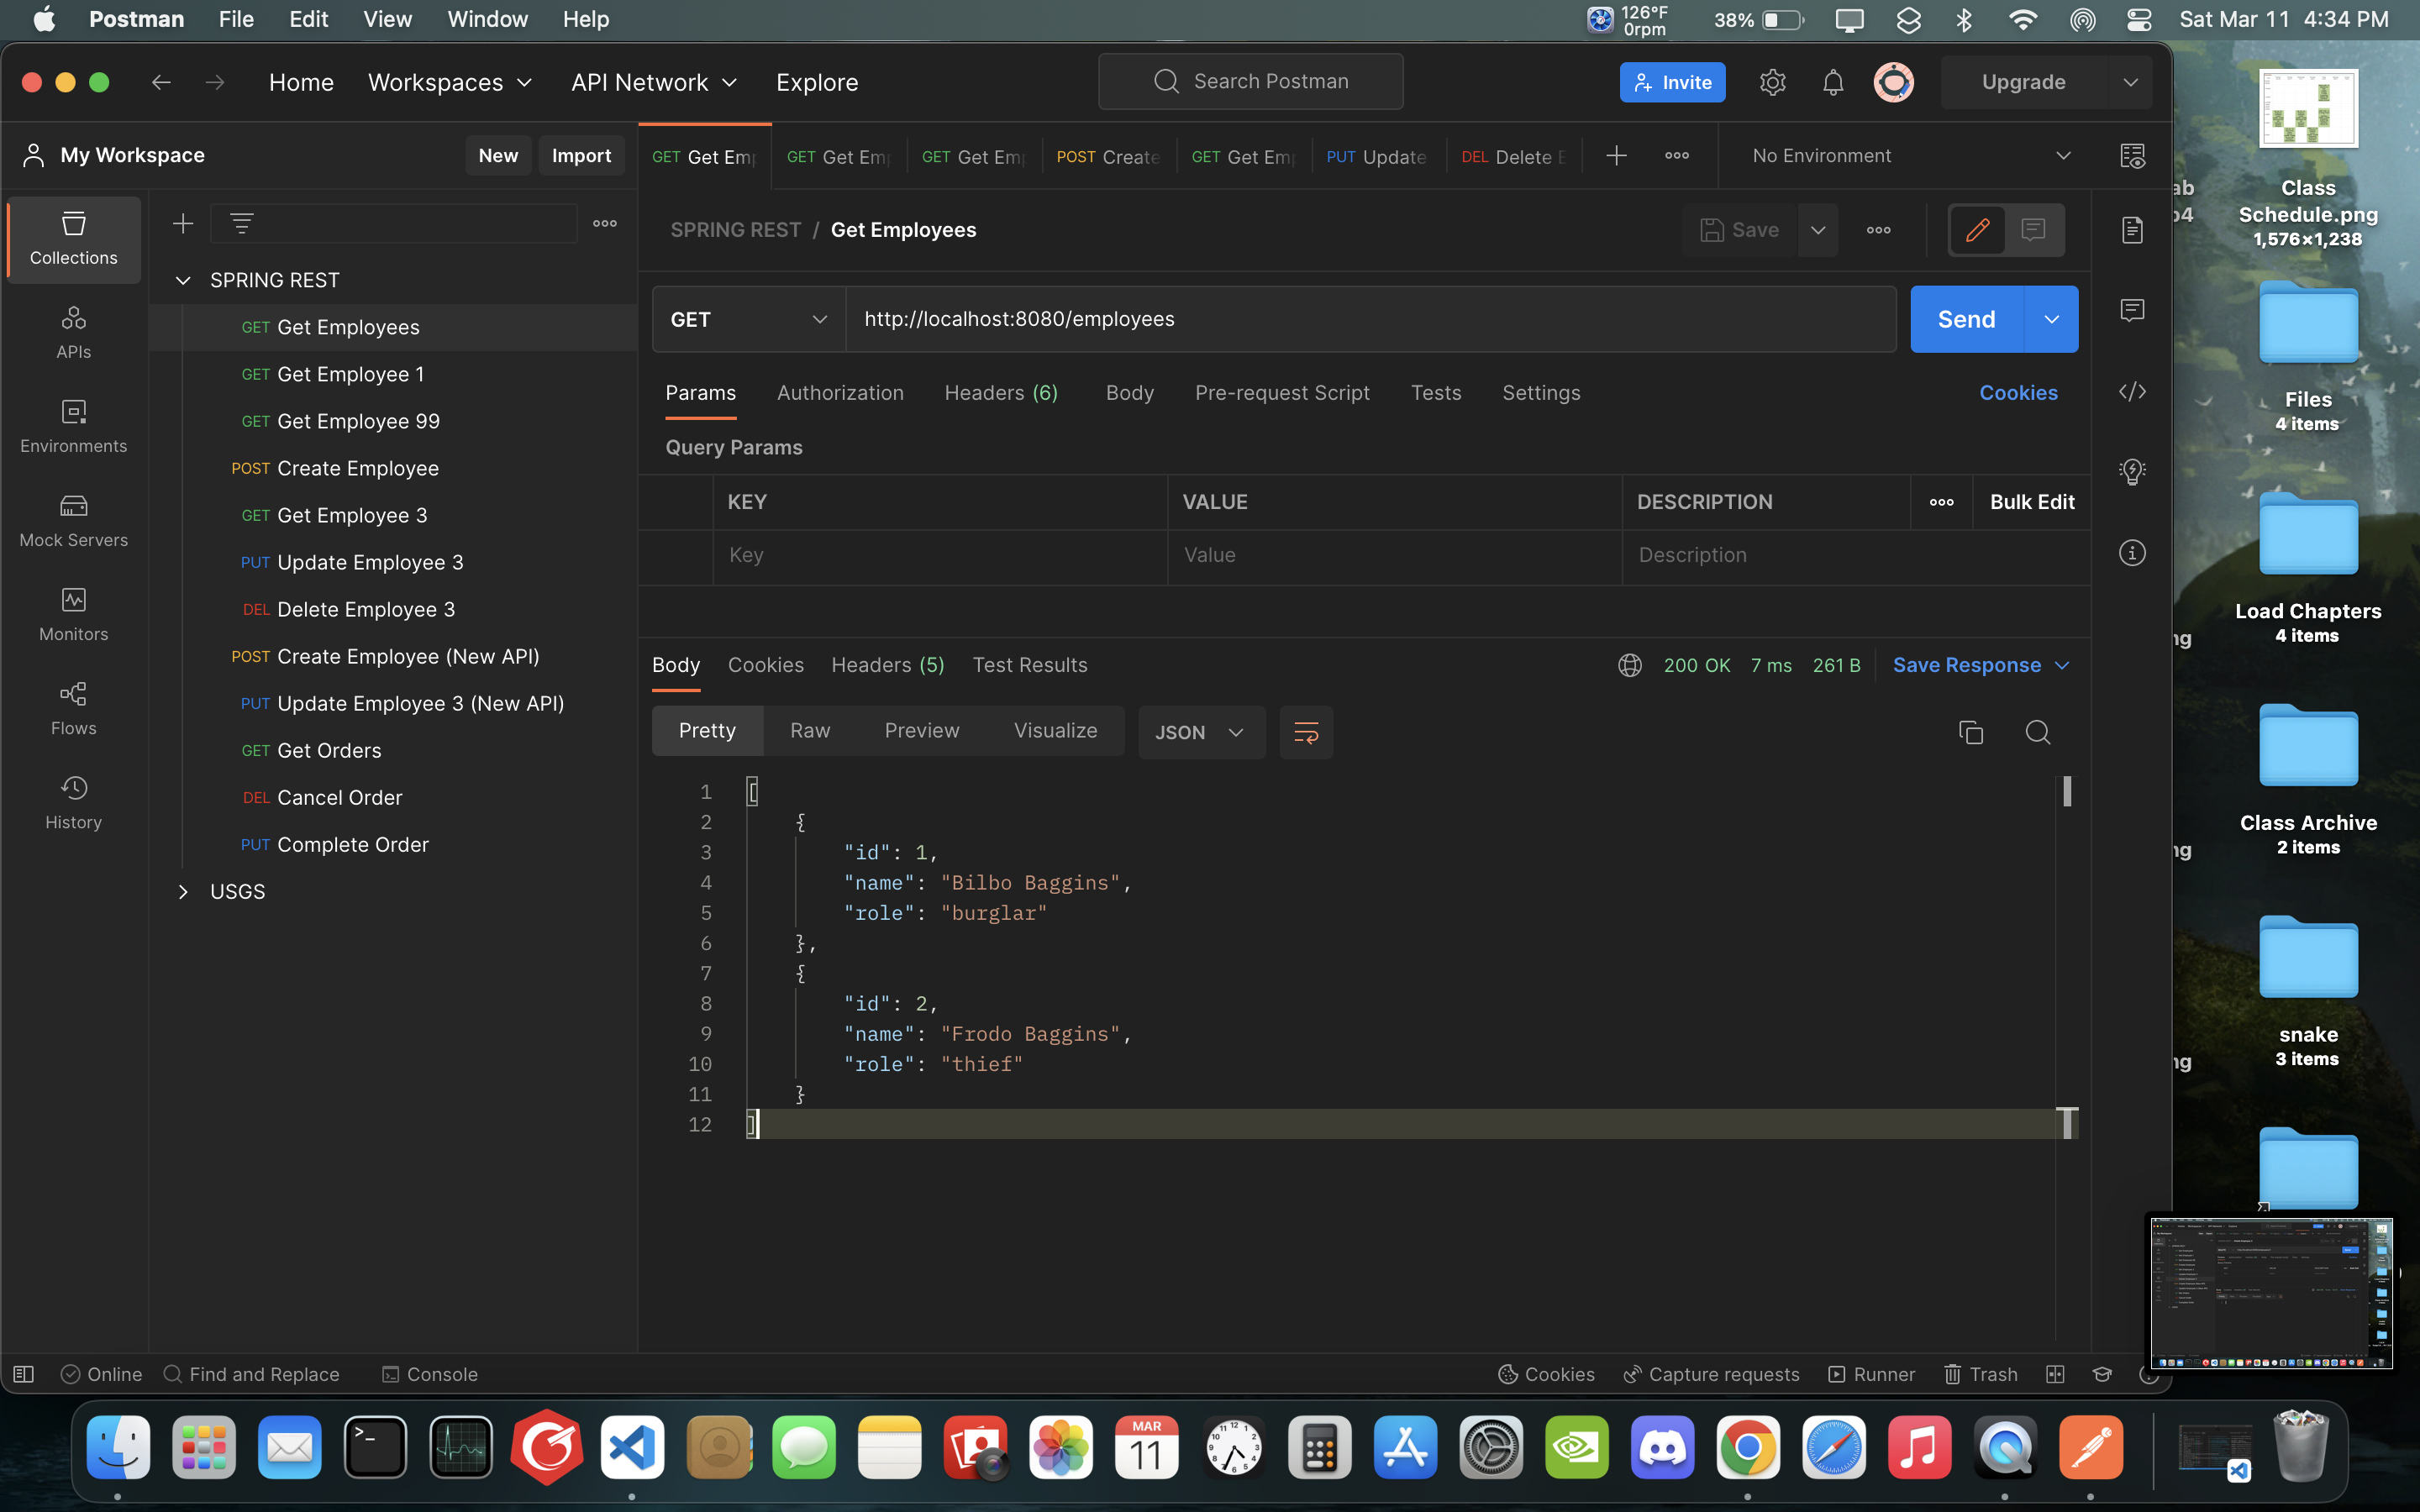 Postman File Edit View Window Help
126°F
0rpm
38%
Sat Mar 11 4:34 PM
Home Workspaces API Network Explore
Search Postman
Invite
Upgrade
My Workspace
New Import
GET Get Em
GET Get Em
GET Get Em
POST Create
GET Get Em
PUT Update
DEL Delete E
No Environment
Collections
APIs
Environments
Mock Servers
Monitors
Flows
History
SPRING REST
GET Get Employees
GET Get Employee 1
GET Get Employee 99
POST Create Employee
GET Get Employee 3
PUT Update Employee 3
DEL Delete Employee 3
POST Create Employee (New API)
PUT Update Employee 3 (New API)
GET Get Orders
DEL Cancel Order
PUT Complete Order
USGS
SPRING REST / Get Employees
Save
GET http://localhost:8080/employees
Send
Params Authorization Headers (6) Body Pre-request Script Tests Settings Cookies
Query Params
KEY VALUE DESCRIPTION Bulk Edit
Key Value Description
Body Cookies Headers (5) Test Results
200 OK 7 ms 261 B Save Response
Pretty Raw Preview Visualize JSON
1 [
2 {
3 "id": 1,
4 "name": "Bilbo Baggins",
5 "role": "burglar"
6 },
7 {
8 "id": 2,
9 "name": "Frodo Baggins",
10 "role": "thief"
11 }
12 ]
Online Find and Replace Console
Cookies Capture requests Runner Trash
ab
p4
ng
ng
ng
Class
Schedule.png
1,576×1,238
Files
4 items
Load Chapters
4 items
Class Archive
2 items
snake
3 items
MAR
11